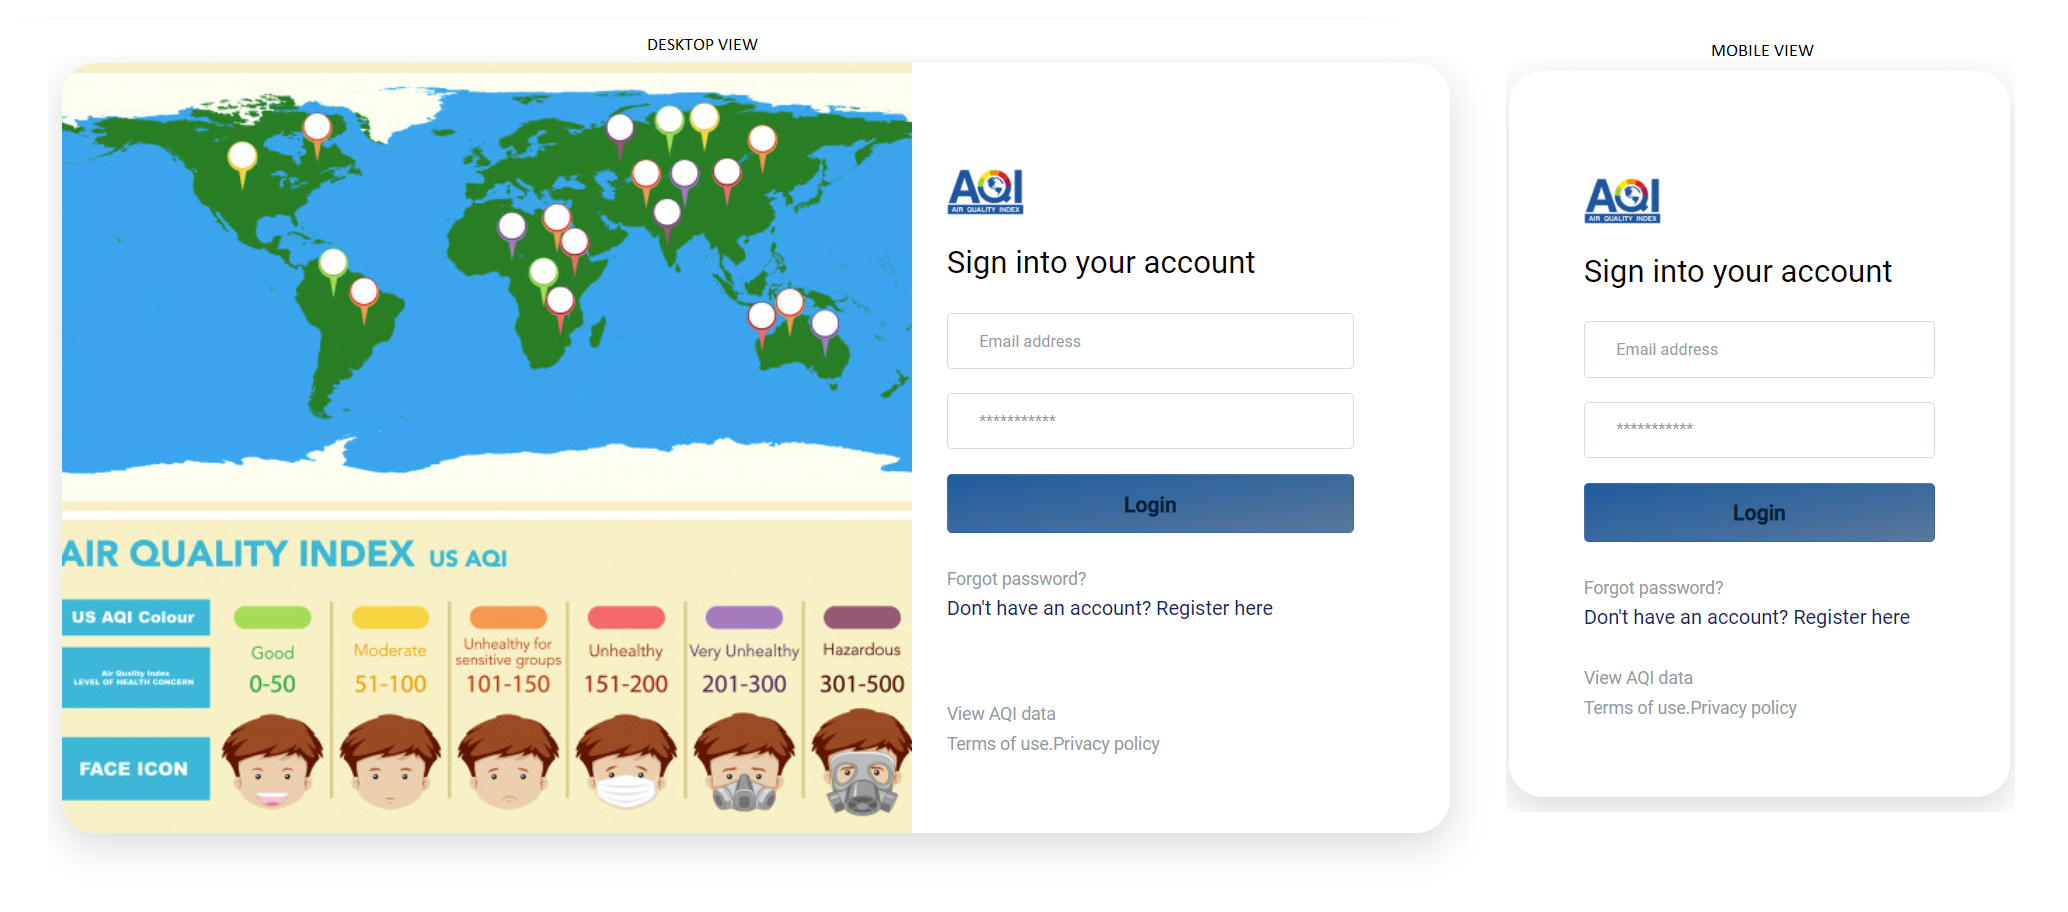 DESKTOP VIEW
MOBILE VIEW
AQI
AIR QUALITY INDEX
Sign into your account
Email address
***********
Login
Forgot password?
Don't have an account? Register here
View AQI data
Terms of use.Privacy policy
AIR QUALITY INDEX US AQI
US AQI Colour
Good
Moderate
Unhealthy for
sensitive groups
Unhealthy
Very Unhealthy
Hazardous
Air Quality Index
LEVEL OF HEALTH CONCERN
0-50
51-100
101-150
151-200
201-300
301-500
FACE ICON
AQI
AIR QUALITY INDEX
Sign into your account
Email address
***********
Login
Forgot password?
Don't have an account? Register here
View AQI data
Terms of use.Privacy policy